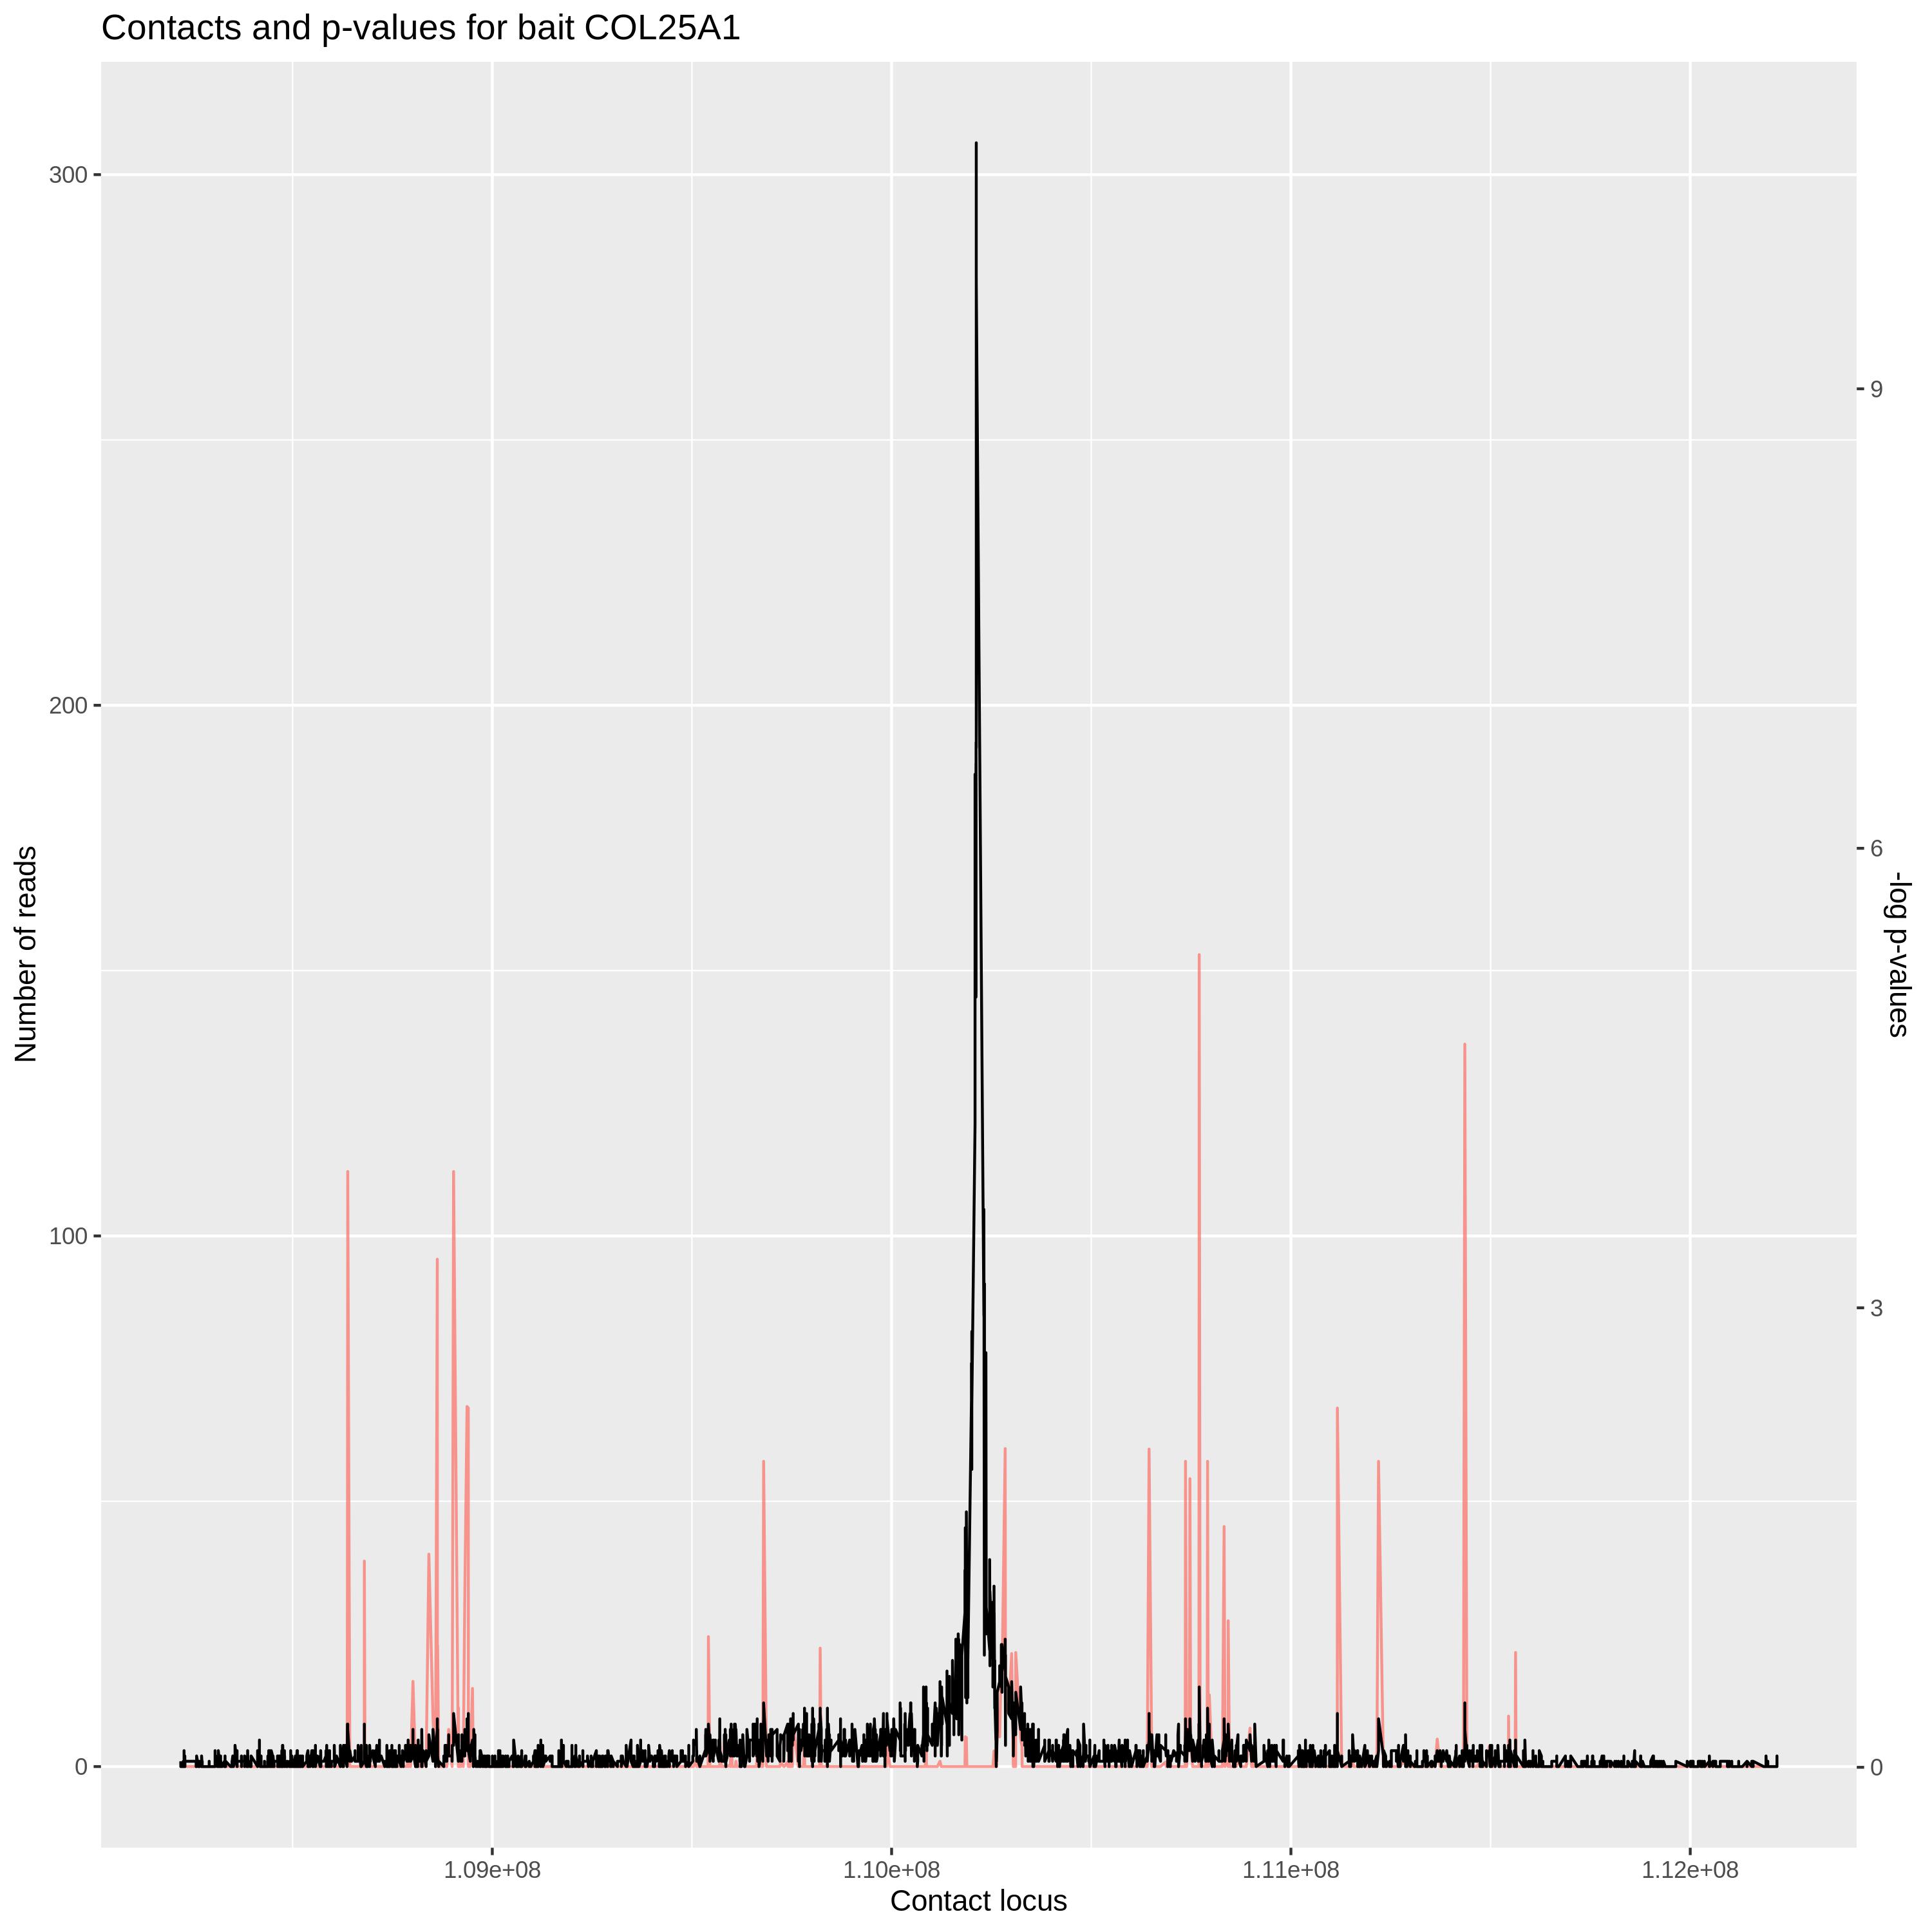 Contacts and p-values for bait COL25A1
300
200
100
0
Number of reads
9
6
3
0
-log p-values
1.09e+08 1.10e+08 1.11e+08 1.12e+08
Contact locus